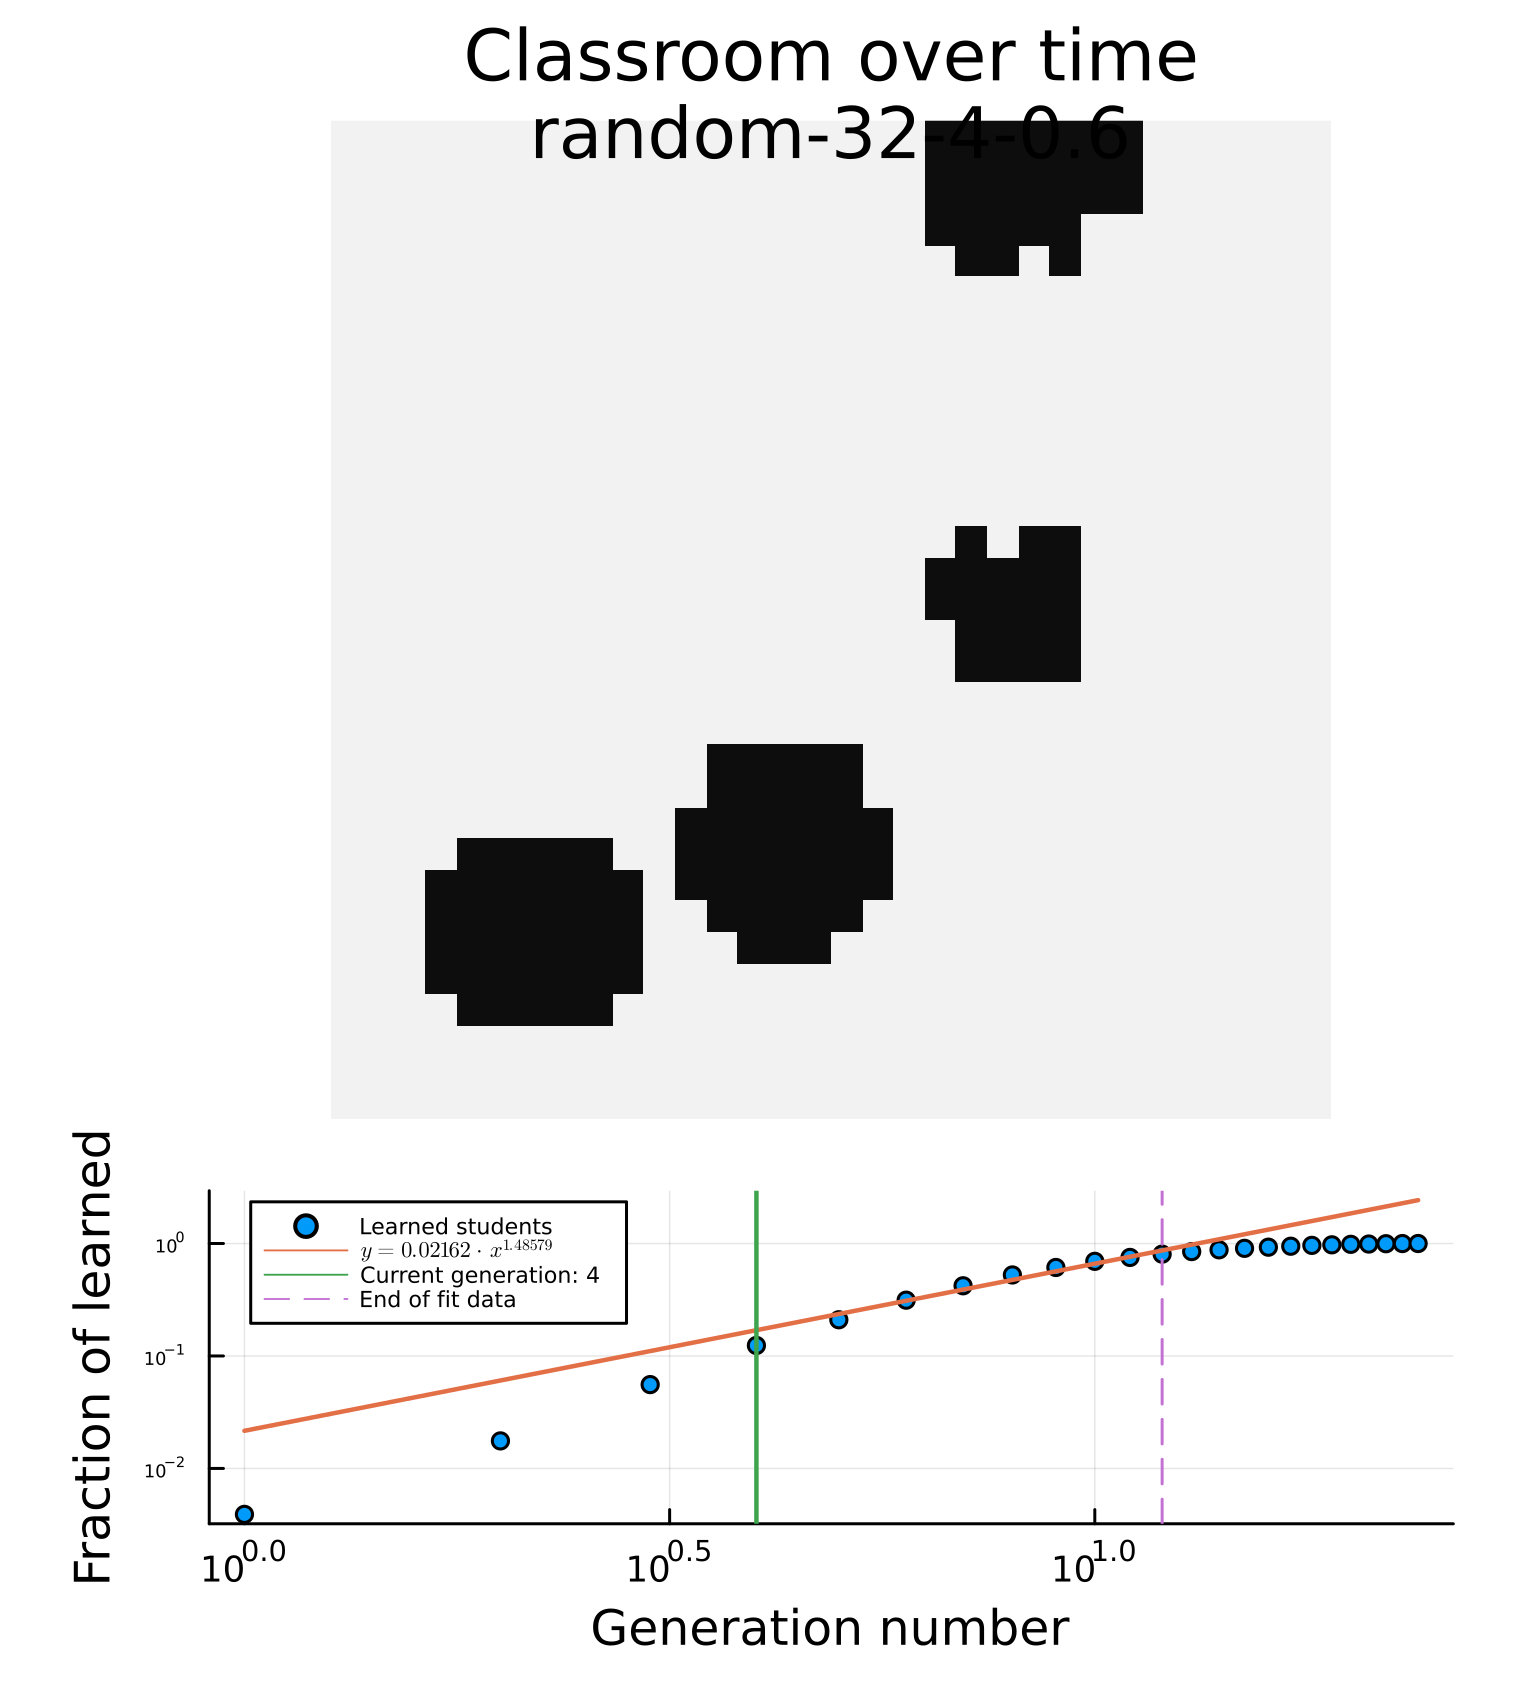 Classroom over time
random-32-4-0.6
Fraction of learned
Learned students
y = 0.02162 · x^1.48579
Current generation: 4
End of fit data
10^0
10^−1
10^−2
10^0.0
10^0.5
10^1.0
Generation number